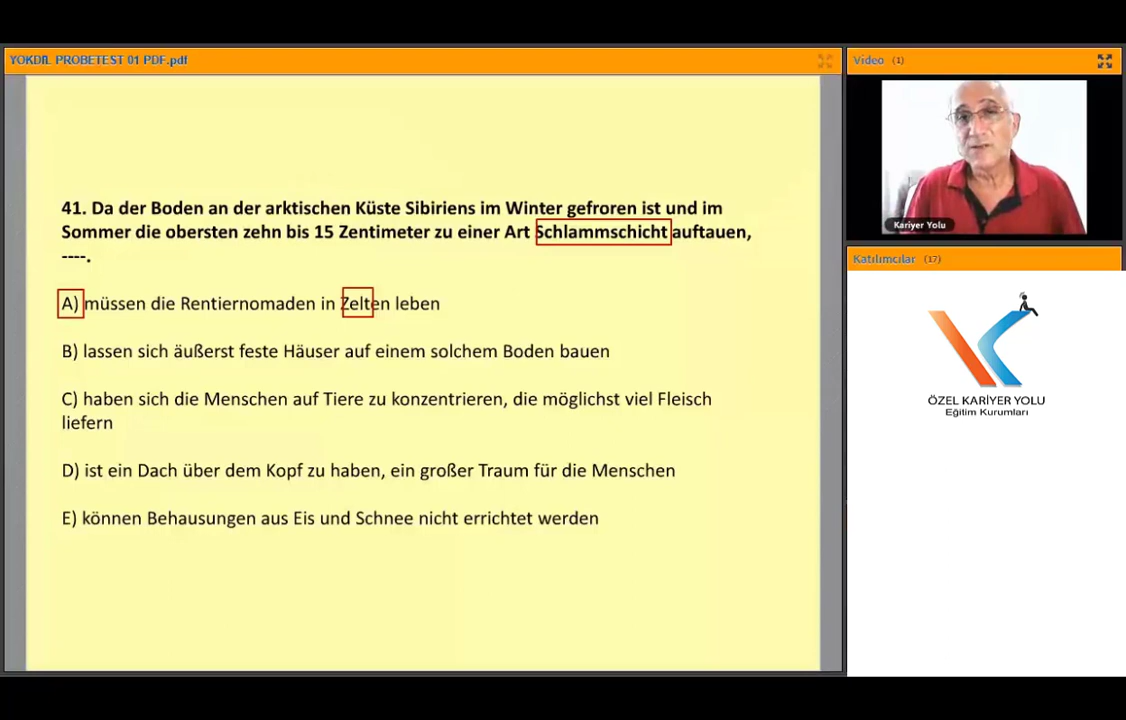 YOKDİL PROBETEST 01 PDF.pdf
Video (1)
41. Da der Boden an der arktischen Küste Sibiriens im Winter gefroren ist und im
Sommer die obersten zehn bis 15 Zentimeter zu einer Art Schlammschicht auftauen,
----.
A) müssen die Rentiernomaden in Zelten leben
B) lassen sich äußerst feste Häuser auf einem solchem Boden bauen
C) haben sich die Menschen auf Tiere zu konzentrieren, die möglichst viel Fleisch
liefern
D) ist ein Dach über dem Kopf zu haben, ein großer Traum für die Menschen
E) können Behausungen aus Eis und Schnee nicht errichtet werden
Kariyer Yolu
Katılımcılar (17)
ÖZEL KARİYER YOLU
Eğitim Kurumları